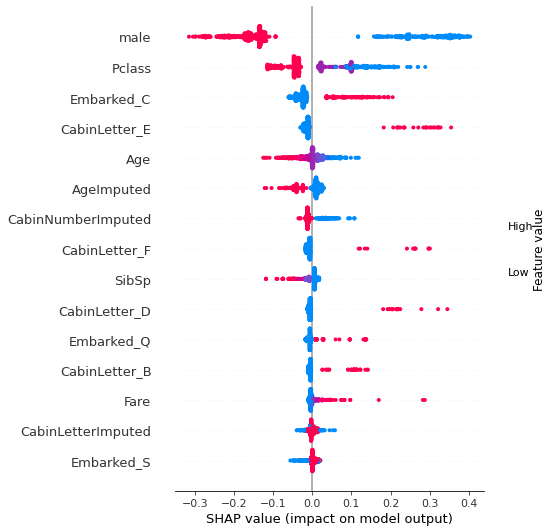 male
Pclass
Embarked_C
CabinLetter_E
Age
AgeImputed
CabinNumberImputed
CabinLetter_F
SibSp
CabinLetter_D
Embarked_Q
CabinLetter_B
Fare
CabinLetterImputed
Embarked_S
−0.3 −0.2 −0.1 0.0 0.1 0.2 0.3 0.4
SHAP value (impact on model output)
High
Low
Feature value